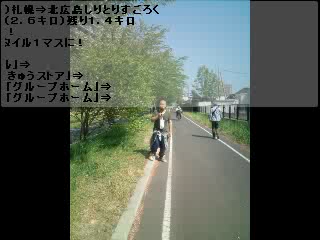 )札幌⇒北広島しりとりすごろく
(2.6キロ)残り1.4キロ
!
ヌイル1マスに!
ル」⇒
きゅうストア」⇒
「グループホーム」⇒
「グループホーム」⇒